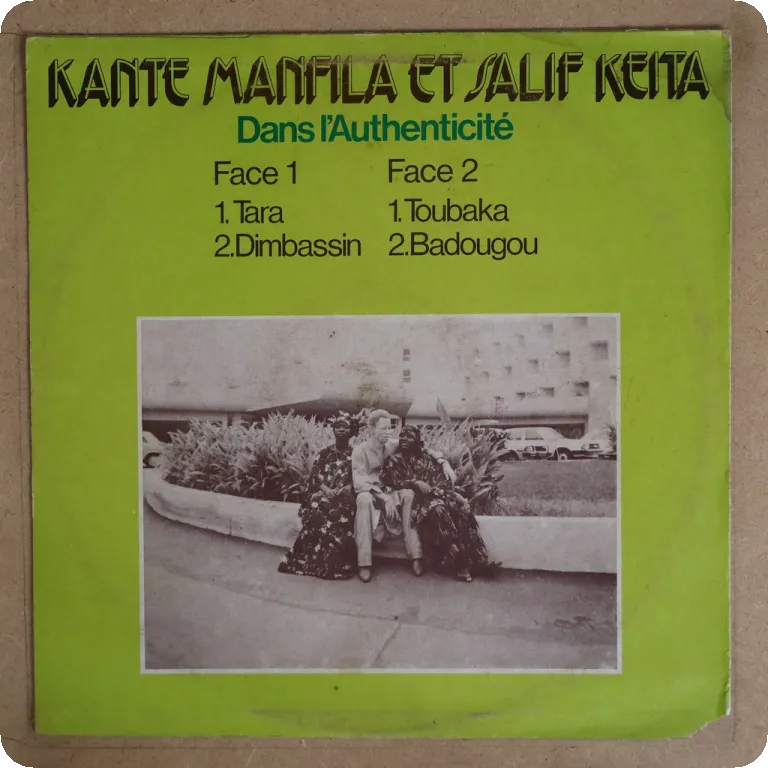 KANTE MANFILA ET SALIF KEITA
Dans l'Authenticité
Face 1
1. Tara
2.Dimbassin
Face 2
1.Toubaka
2.Badougou